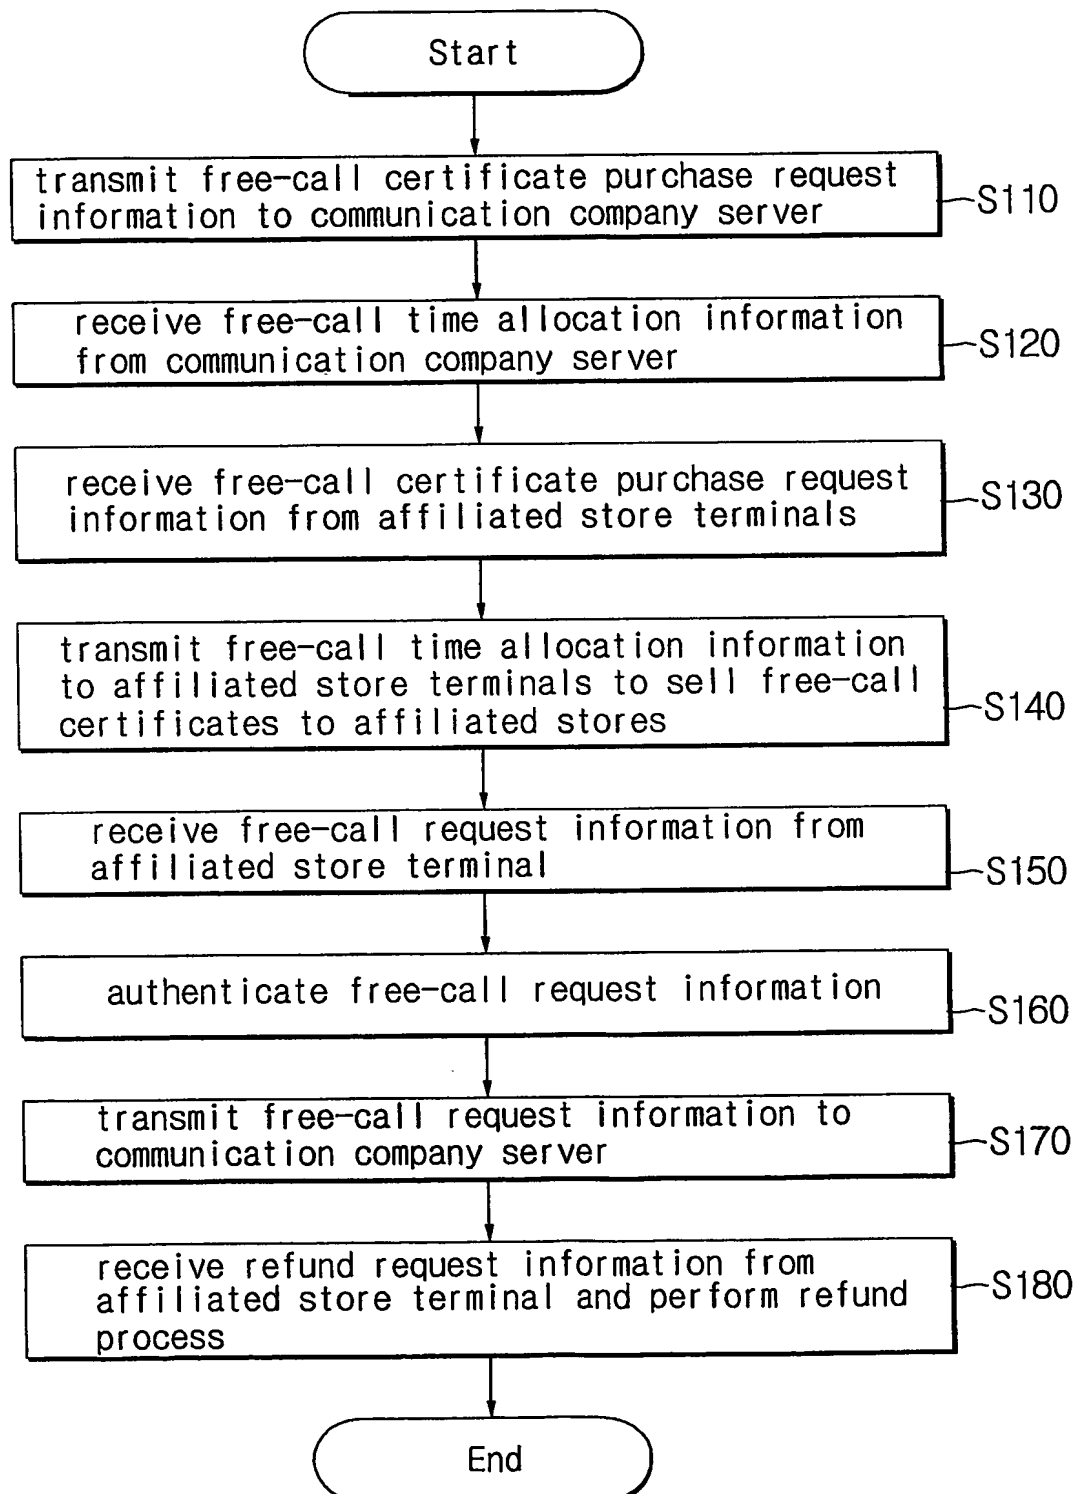 Start
transmit free-call certificate purchase request
information to communication company server
S110
receive free-call time allocation information
from communication company server
S120
receive free-call certificate purchase request
information from affiliated store terminals
S130
transmit free-call time allocation information
to affiliated store terminals to sell free-call
certificates to affiliated stores
S140
receive free-call request information from
affiliated store terminal
S150
authenticate free-call request information
S160
transmit free-call request information to
communication company server
S170
receive refund request information from
affiliated store terminal and perform refund
process
S180
End